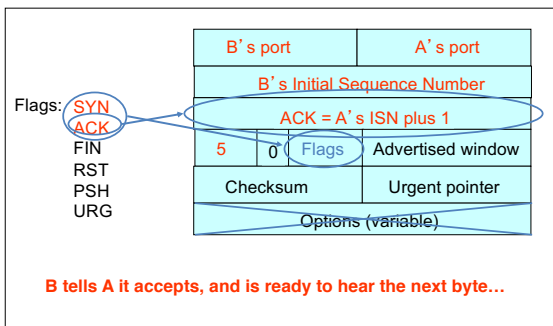 B's port A's port
B's Initial Sequence Number
Flags: SYN
ACK = A's ISN plus 1
ACK
5 0 Flags Advertised window
FIN
RST
Checksum Urgent pointer
PSH
URG
Options (variable)
B tells A it accepts, and is ready to hear the next byte…